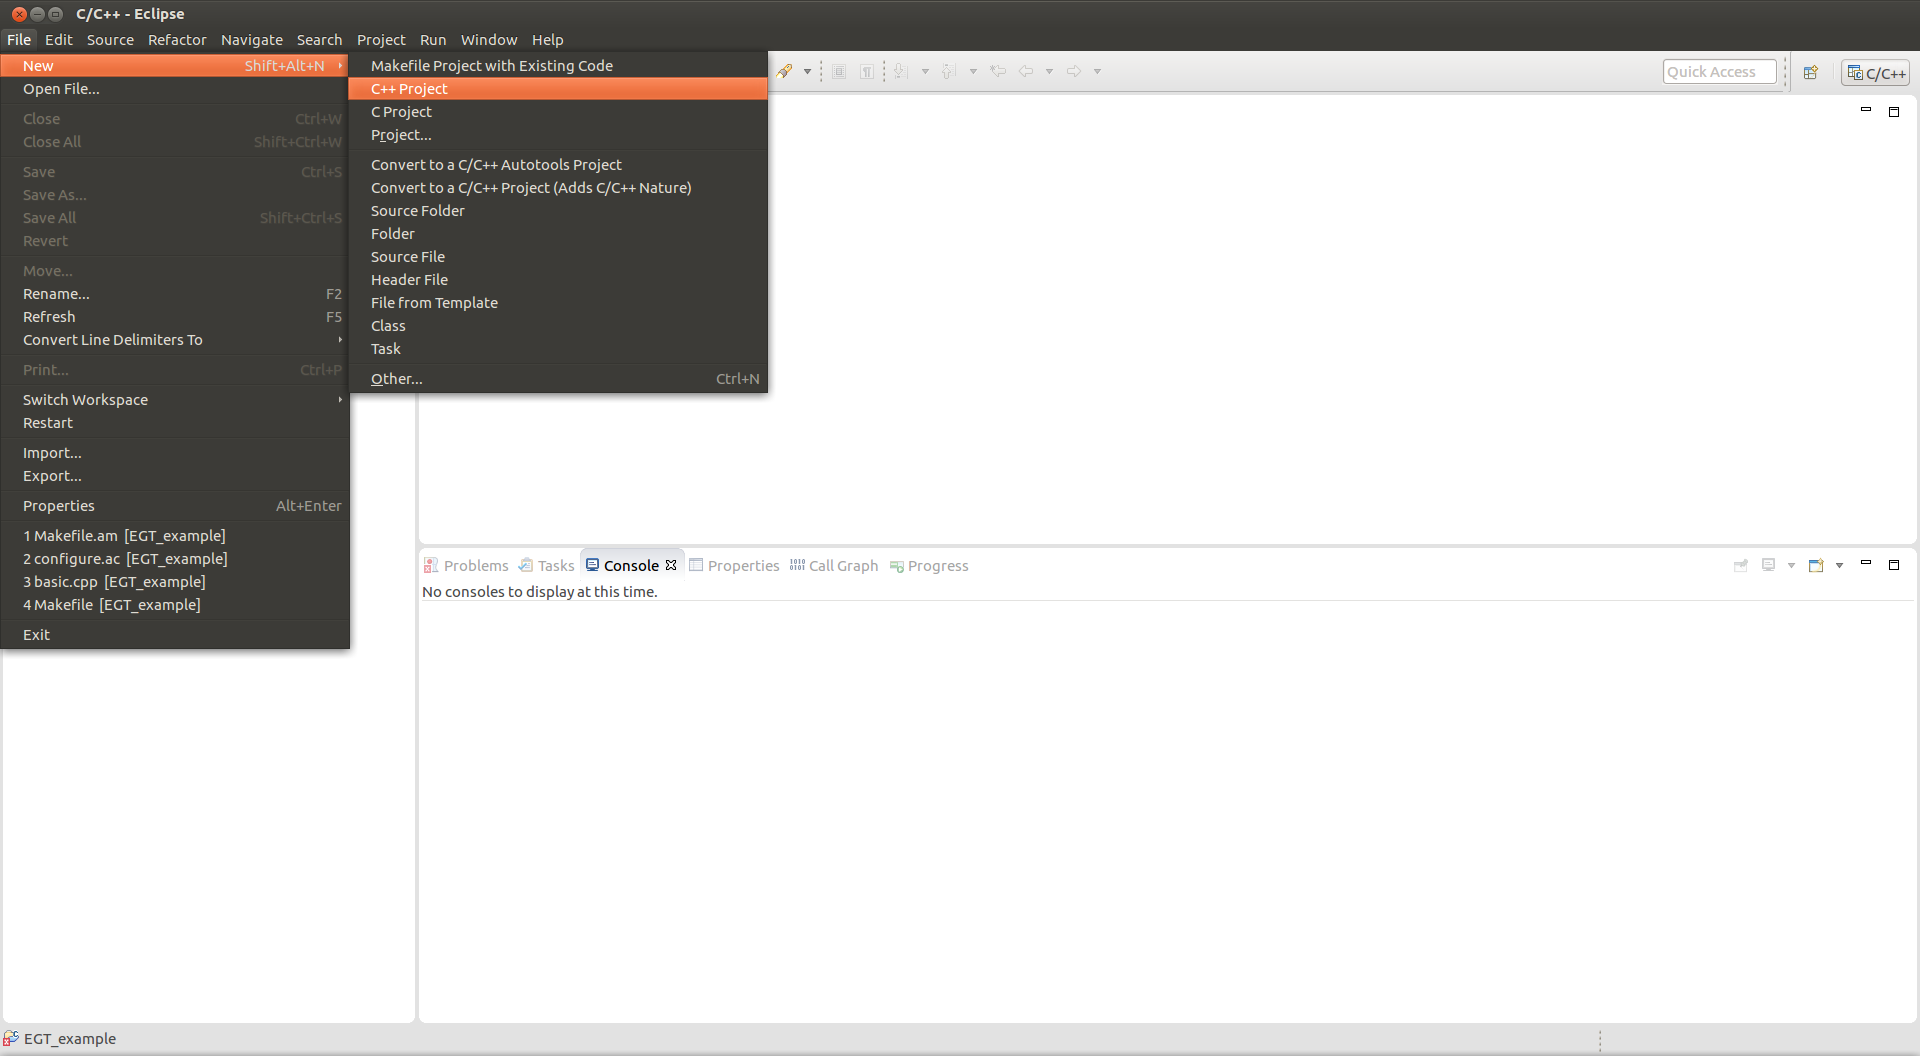 C/C++ - Eclipse
File Edit Source Refactor Navigate Search Project Run Window Help
New Shift+Alt+N
Open File...
Close Ctrl+W
Close All Shift+Ctrl+W
Save Ctrl+S
Save As...
Save All Shift+Ctrl+S
Revert
Move...
Rename... F2
Refresh F5
Convert Line Delimiters To
Print... Ctrl+P
Switch Workspace
Restart
Import...
Export...
Properties Alt+Enter
1 Makefile.am [EGT_example]
2 configure.ac [EGT_example]
3 basic.cpp [EGT_example]
4 Makefile [EGT_example]
Exit
Makefile Project with Existing Code
C++ Project
C Project
Project...
Convert to a C/C++ Autotools Project
Convert to a C/C++ Project (Adds C/C++ Nature)
Source Folder
Folder
Source File
Header File
File from Template
Class
Task
Other... Ctrl+N
Quick Access
C/C++
Problems Tasks Console Properties Call Graph Progress
No consoles to display at this time.
EGT_example